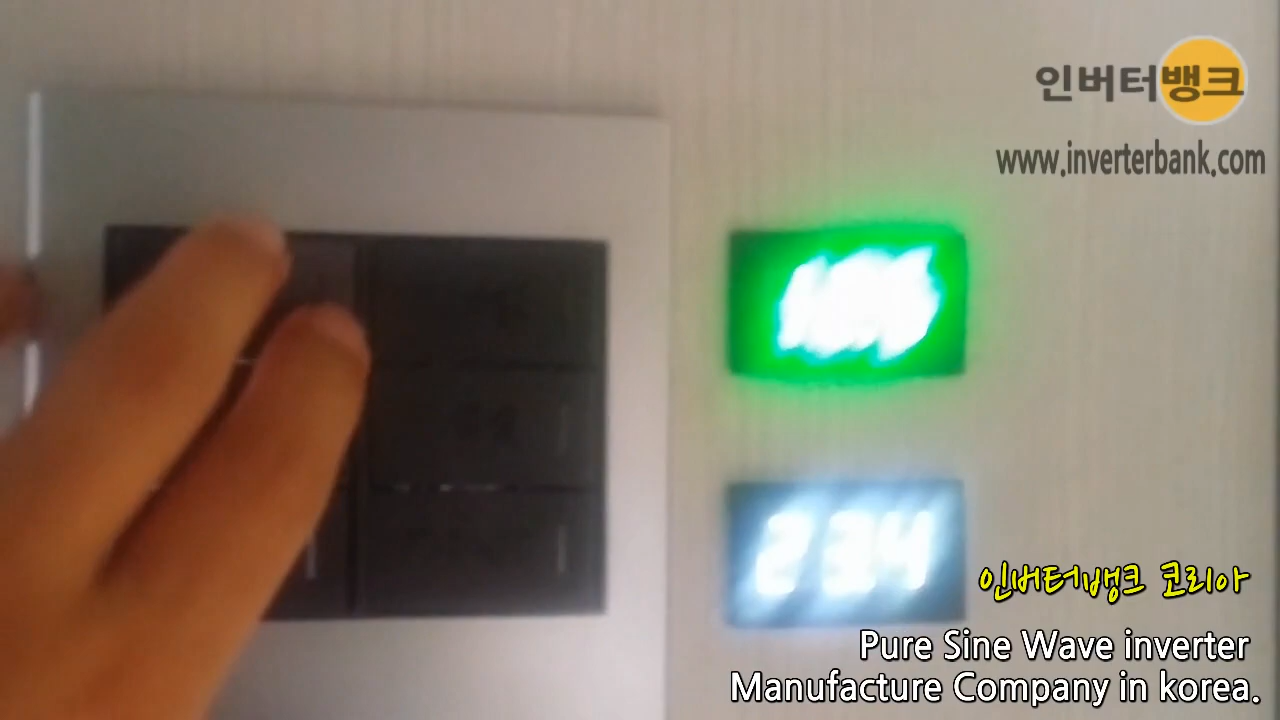 인버터뱅크
www.inverterbank.com
234
인버터뱅크 코리아
Pure Sine Wave inverter
Manufacture Company in korea.